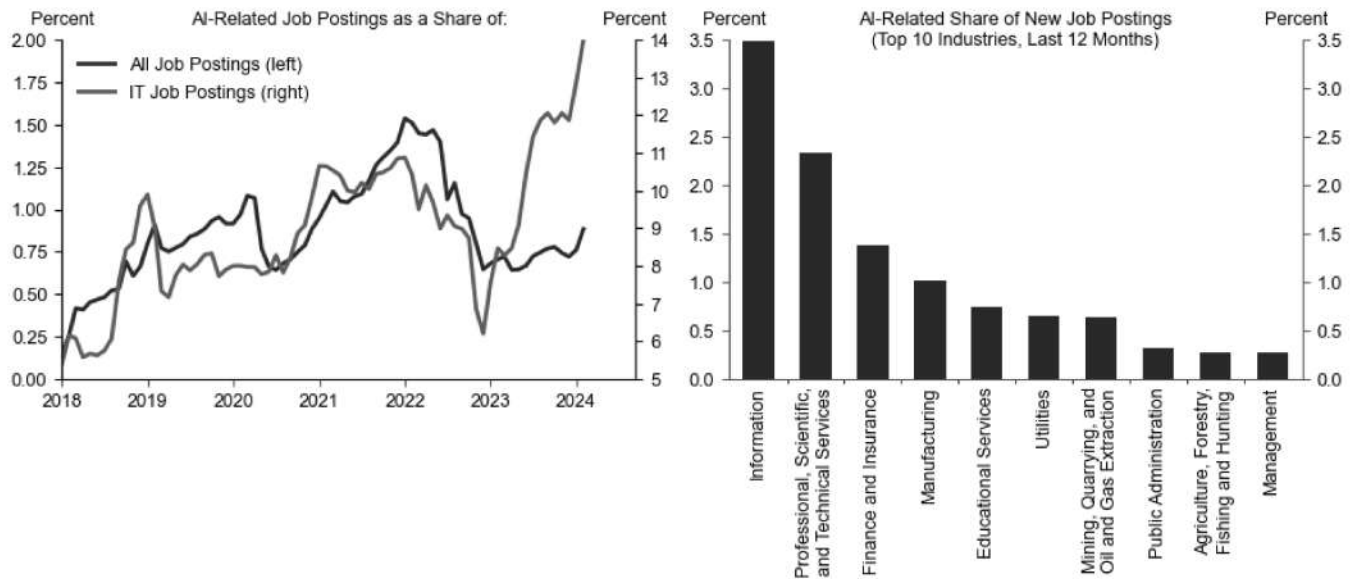 Percent
AI-Related Job Postings as a Share of:
Percent
2.00
1.75
1.50
1.25
1.00
0.75
0.50
0.25
0.00
All Job Postings (left)
IT Job Postings (right)
14
13
12
11
10
9
8
7
6
5
2018
2019
2020
2021
2022
2023
2024
Percent
AI-Related Share of New Job Postings
(Top 10 Industries, Last 12 Months)
Percent
3.5
3.0
2.5
2.0
1.5
1.0
0.5
0.0
3.5
3.0
2.5
2.0
1.5
1.0
0.5
0.0
Information
Professional, Scientific,
and Technical Services
Finance and Insurance
Manufacturing
Educational Services
Utilities
Mining, Quarrying, and
Oil and Gas Extraction
Public Administration
Agriculture, Forestry,
Fishing and Hunting
Management